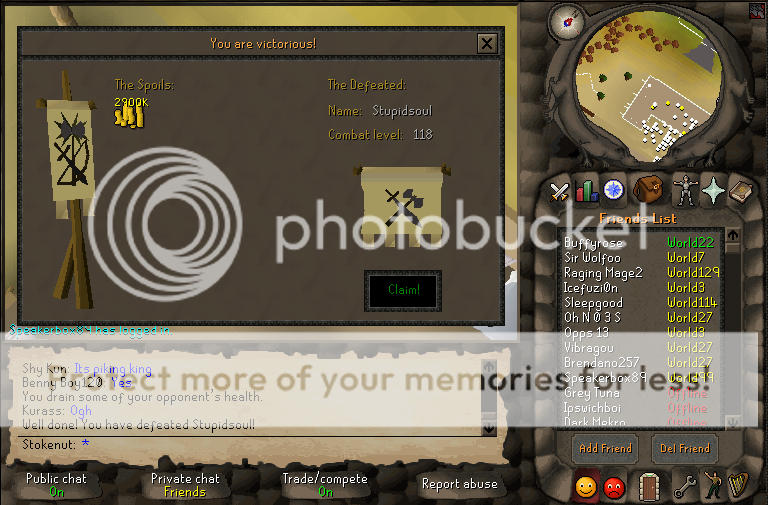 You are victorious!
The Spoils:
2900K
The Defeated:
Name: Stupidsoul
Combat level: 118
Claim!
photobucket
Protect more of your memories for less.
Speakerbox89 has logged in.
Shy Kun: Its piking king
Benny Boy120: Yes
You drain some of your opponent's health.
Kurass: Ogh
Well done! You have defeated Stupidsoul!
Stokenut: *
Public chat
On
Private chat
Friends
Trade/compete
On
Report abuse
Friends List
Buffyrose World22
Sir Wolfoo World7
Raging Mage2 World129
Icefuzi0n World3
Sleepgood World114
Oh N 0 3 S World27
Opps 13 World3
Vibragou World27
Brendano257 World27
Speakerbox89 World99
Grey Tuna Offline
Ipswichboi Offline
Dark Mekro Offline
Add Friend
Del Friend